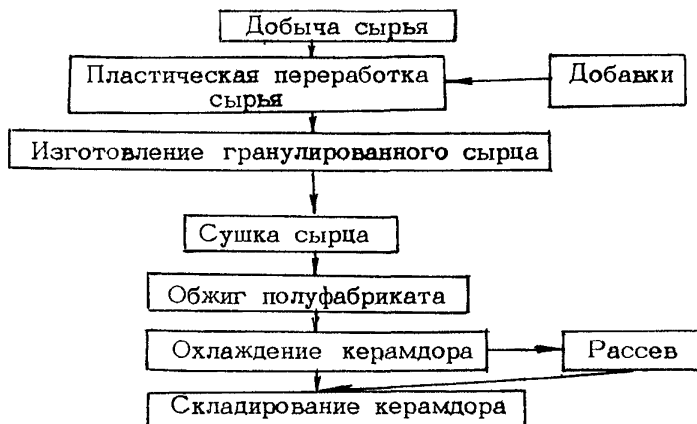 Добыча сырья
Пластическая переработка
сырья
Добавки
Изготовление гранулированного сырца
Сушка сырца
Обжиг полуфабриката
Охлаждение керамдора
Рассев
Складирование керамдора